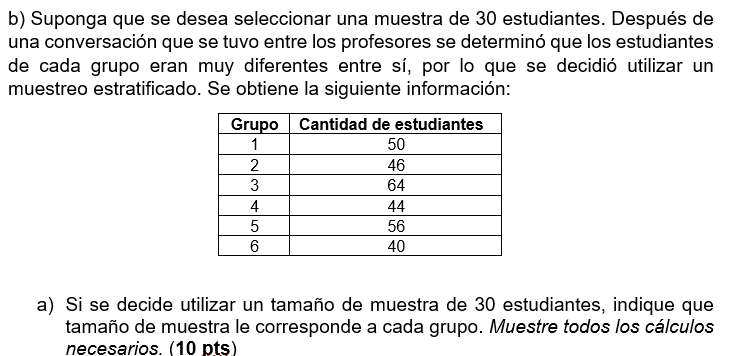 b) Suponga que se desea seleccionar una muestra de 30 estudiantes. Después de
una conversación que se tuvo entre los profesores se determinó que los estudiantes
de cada grupo eran muy diferentes entre sí, por lo que se decidió utilizar un
muestreo estratificado. Se obtiene la siguiente información:
Grupo Cantidad de estudiantes
1 50
2 46
3 64
4 44
5 56
6 40
a) Si se decide utilizar un tamaño de muestra de 30 estudiantes, indique que
tamaño de muestra le corresponde a cada grupo. Muestre todos los cálculos
necesarios. (10 pts)